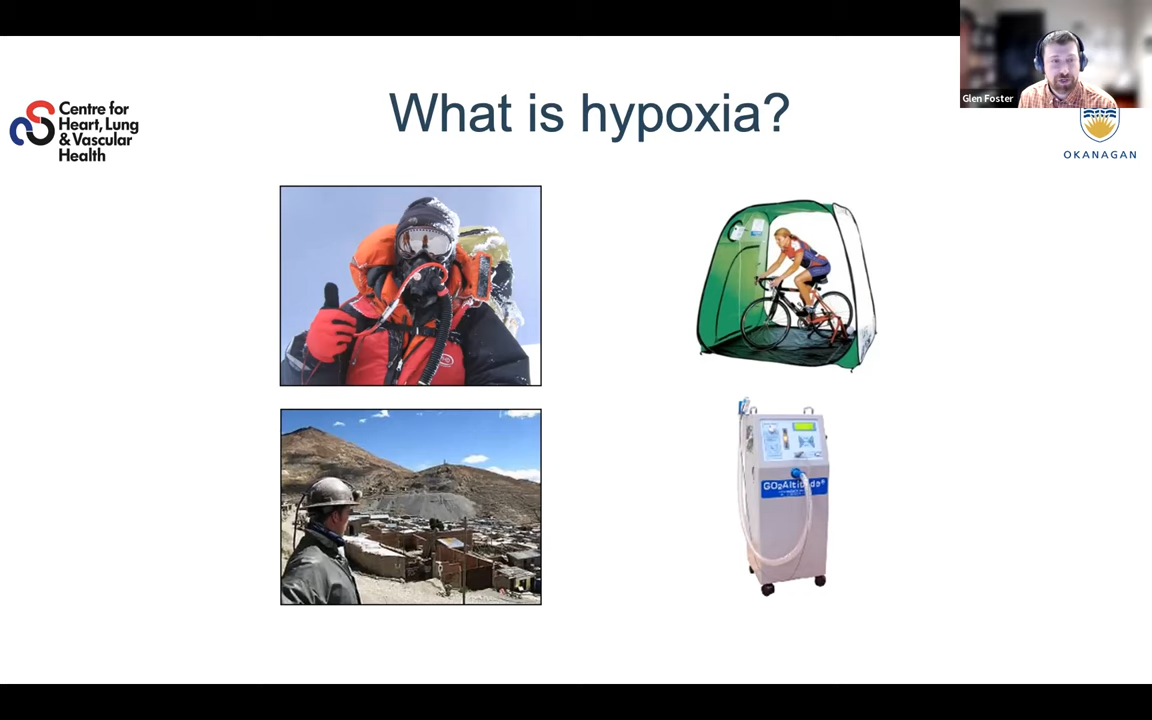 Glen Foster
Centre for
Heart, Lung
& Vascular
Health
What is hypoxia?
OKANAGAN
GO2Altitude®